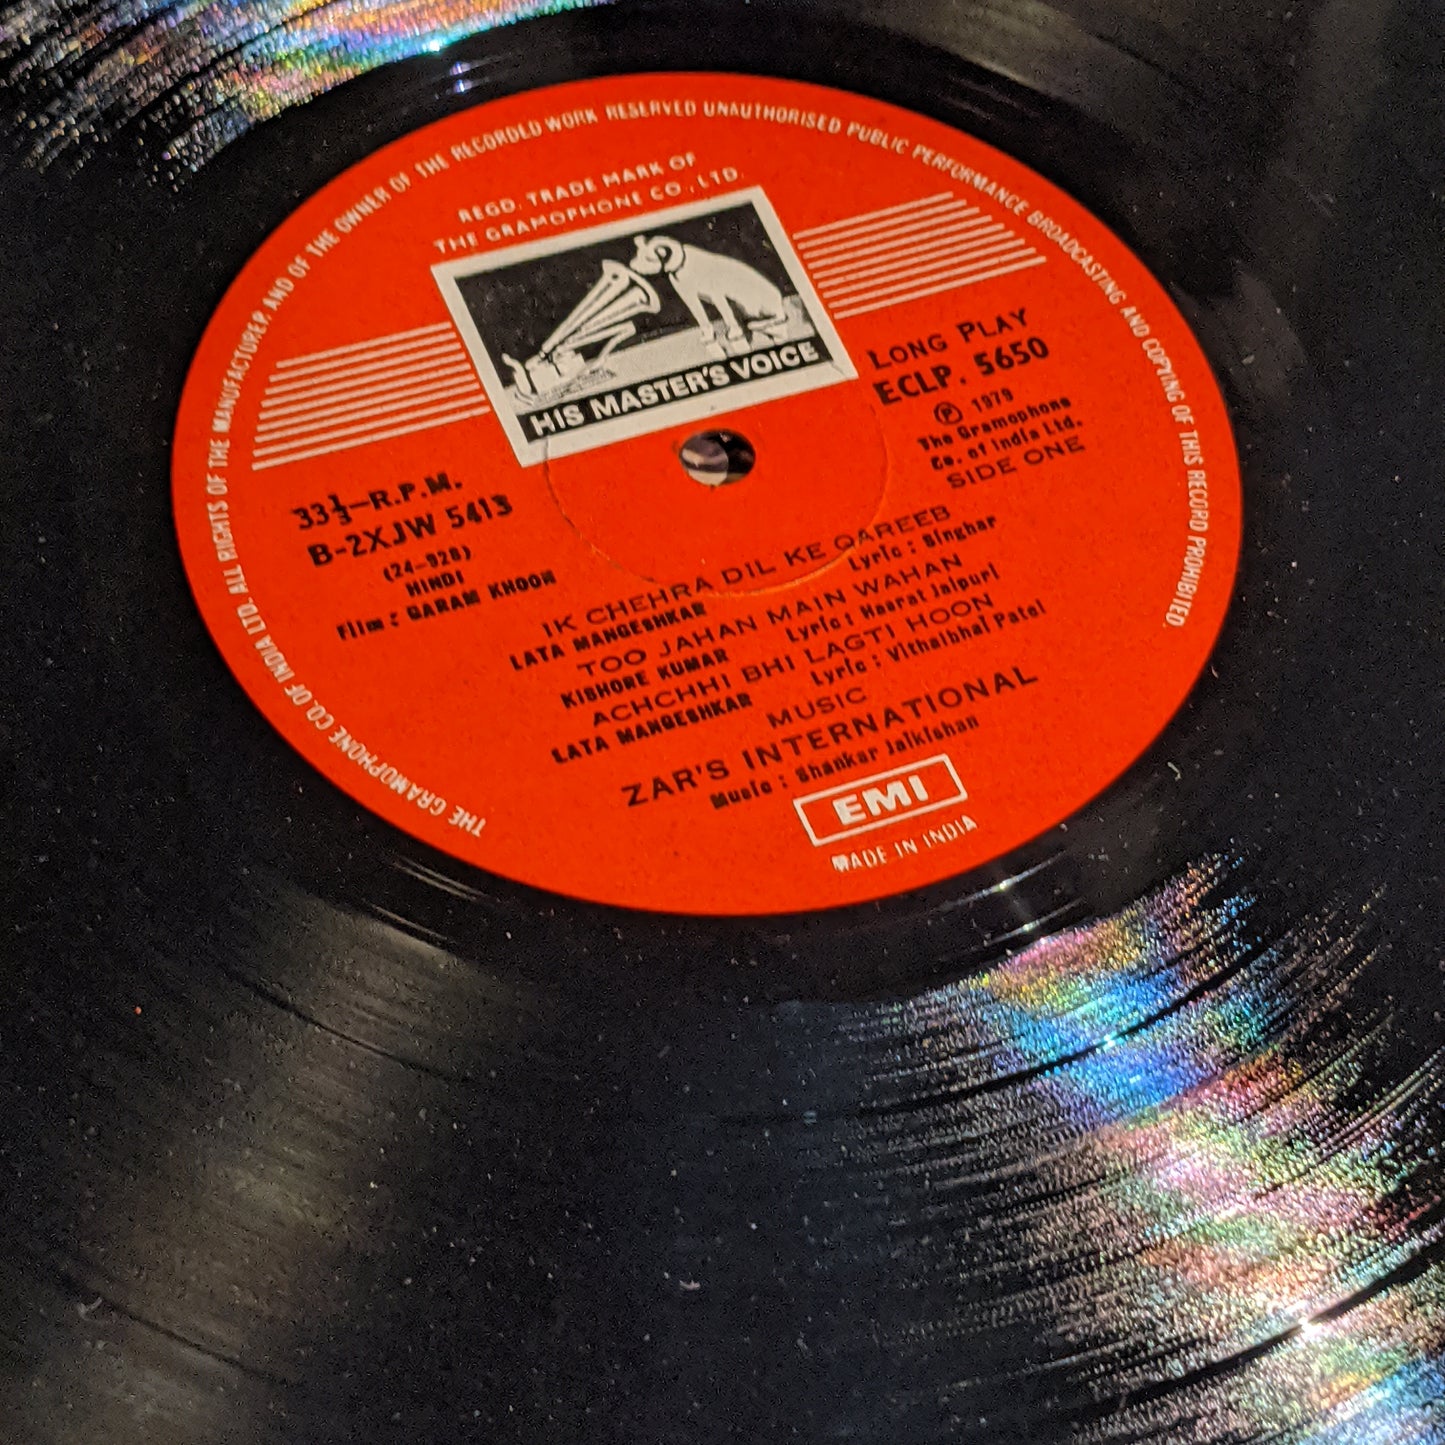 THE GRAMOPHONE CO. OF INDIA LTD. ALL RIGHTS OF THE MANUFACTURER AND OF THE OWNER OF THE RECORDED WORK RESERVED UNAUTHORISED PUBLIC PERFORMANCE BROADCASTING AND COPYING OF THIS RECORD PROHIBITED.
REGD. TRADE MARK OF
THE GRAMOPHONE CO., LTD.
HIS MASTER'S VOICE
LONG PLAY
ECLP. 5650
℗ 1979
The Gramophone
Co. of India Ltd.
SIDE ONE
33⅓—R.P.M.
B-2XJW 5413
(24-928)
HINDI
Film : GARAM KHOON
IK CHEHRA DIL KE QAREEB
LATA MANGESHKAR Lyric : Singhar
TOO JAHAN MAIN WAHAN
KISHORE KUMAR Lyric : Hasrat Jaipuri
ACHCHHI BHI LAGTI HOON
LATA MANGESHKAR Lyric : Vithalbhai Patel
MUSIC
ZAR'S INTERNATIONAL
Music : Shankar Jaikishan
EMI
MADE IN INDIA